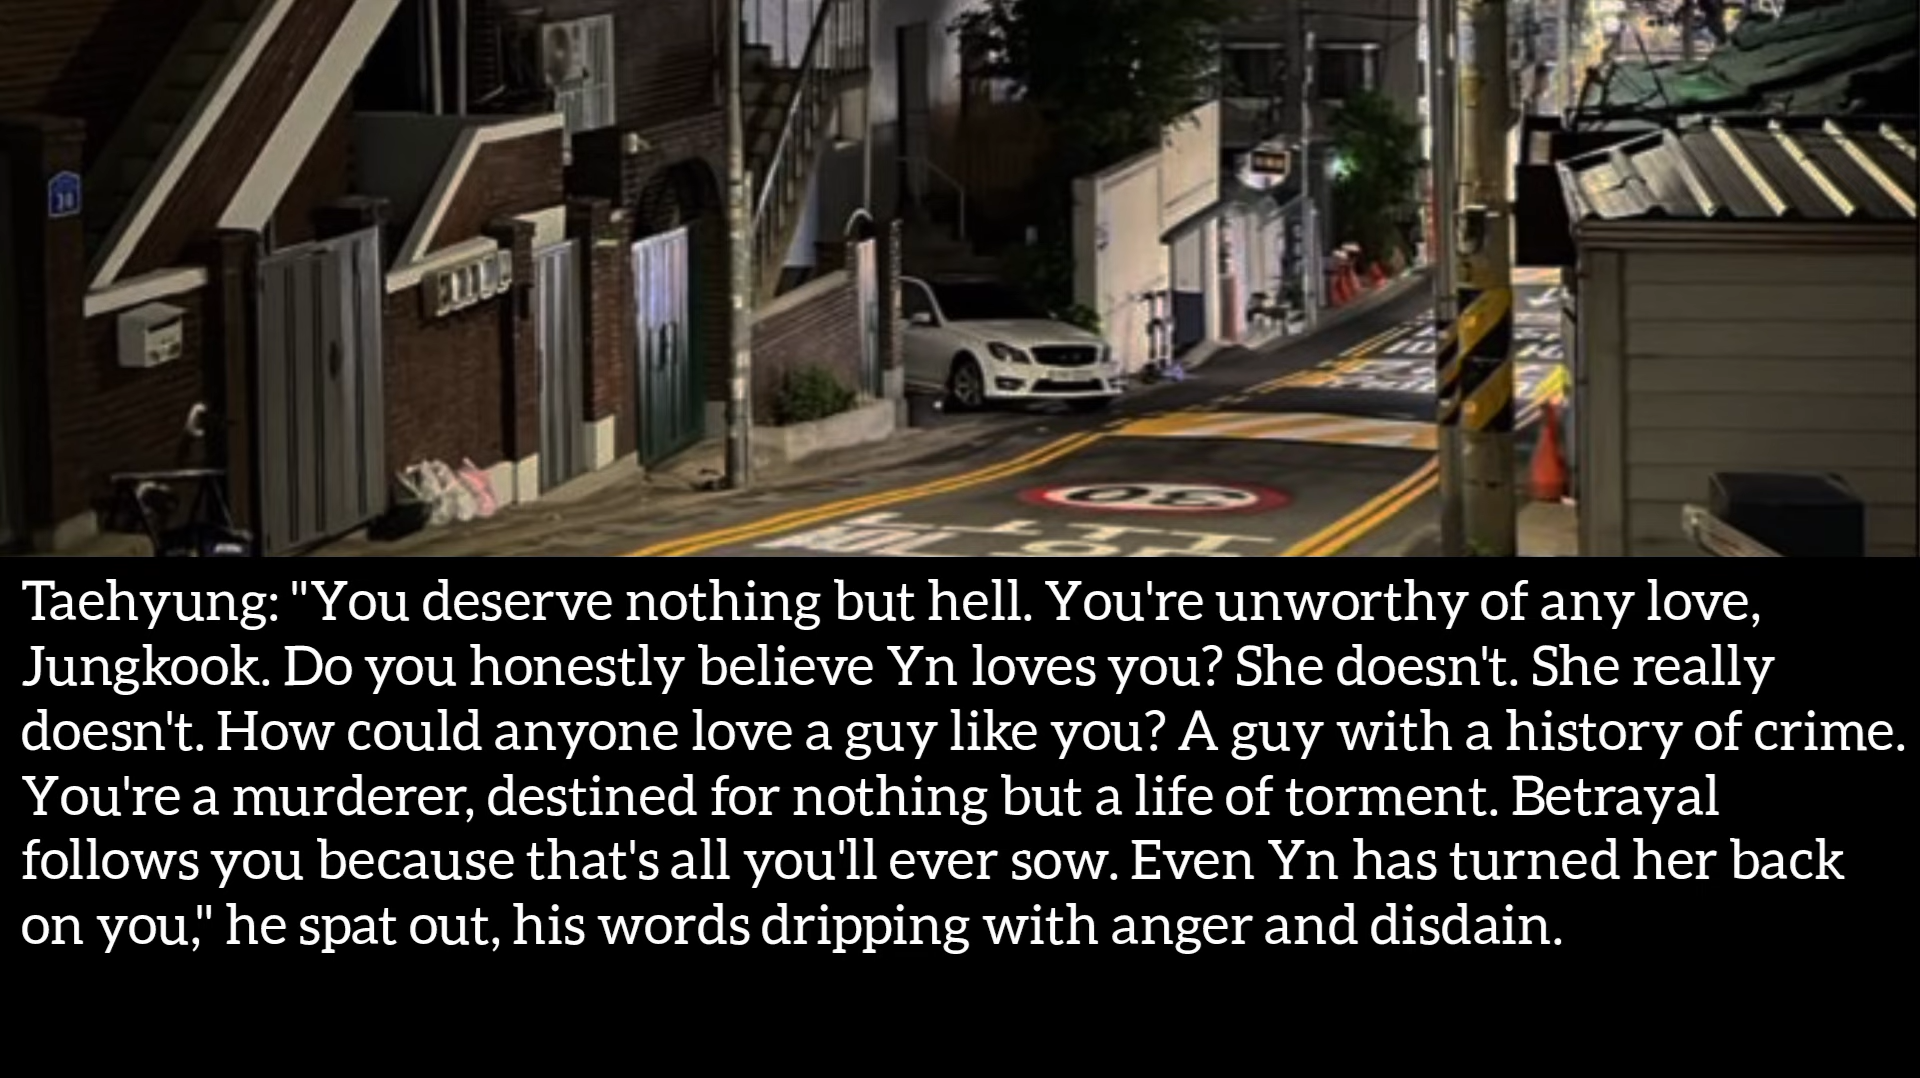 30
Taehyung: "You deserve nothing but hell. You're unworthy of any love,
Jungkook. Do you honestly believe Yn loves you? She doesn't. She really
doesn't. How could anyone love a guy like you? A guy with a history of crime.
You're a murderer, destined for nothing but a life of torment. Betrayal
follows you because that's all you'll ever sow. Even Yn has turned her back
on you," he spat out, his words dripping with anger and disdain.